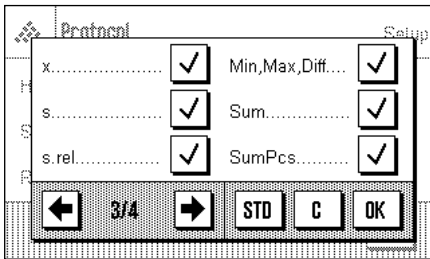 Protocol Setup
x................... ✓ Min,Max,Diff.... ✓
s................... ✓ Sum.............. ✓
s.rel............... ✓ SumPcs......... ✓
3/4 STD C OK